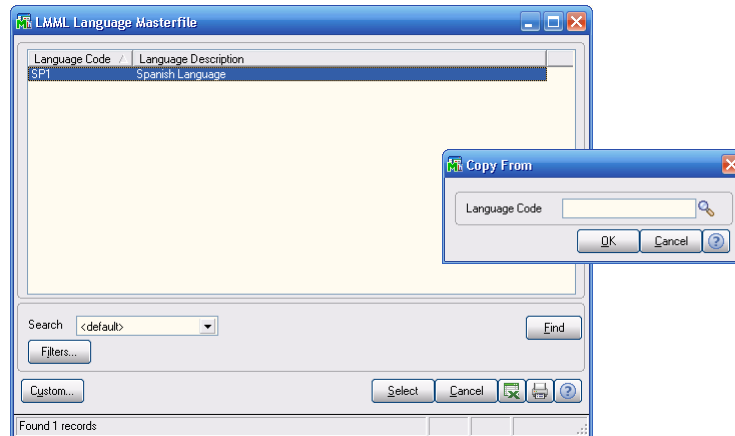 LMML Language Masterfile
Language Code Language Description
SP1 Spanish Language
Copy From
Language Code
OK Cancel
Search <default> Find
Filters...
Custom... Select Cancel
Found 1 records